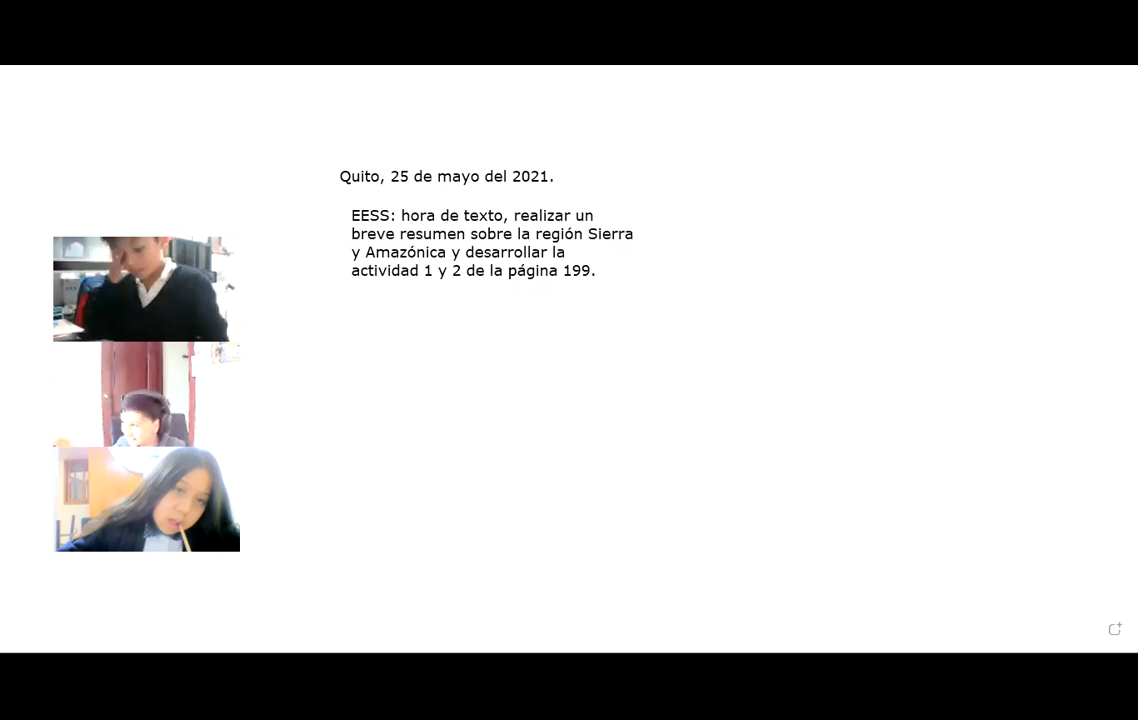 Quito, 25 de mayo del 2021.
EESS: hora de texto, realizar un
breve resumen sobre la región Sierra
y Amazónica y desarrollar la
actividad 1 y 2 de la página 199.